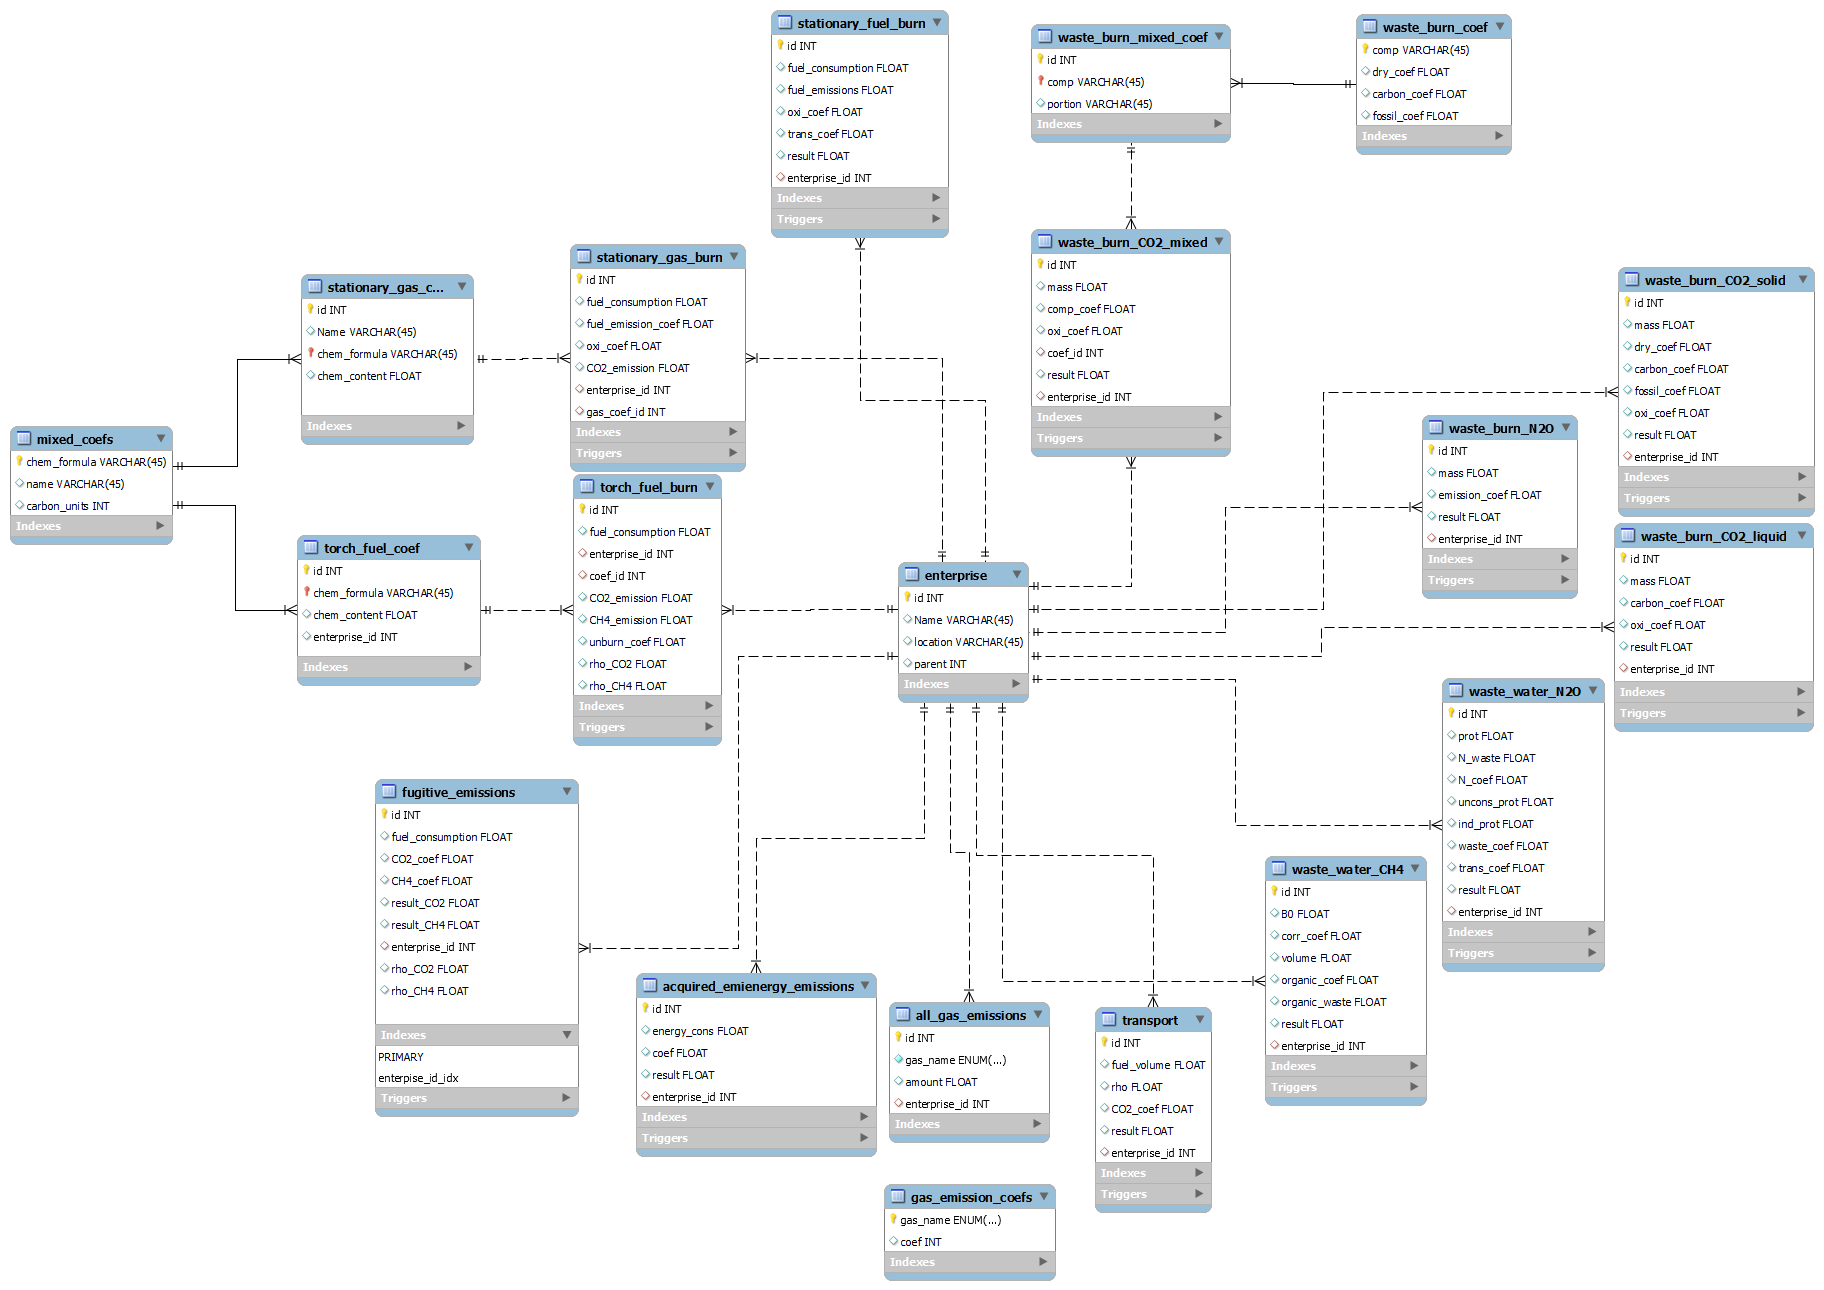 stationary_fuel_burn
id INT
fuel_consumption FLOAT
fuel_emissions FLOAT
oxi_coef FLOAT
trans_coef FLOAT
result FLOAT
enterprise_id INT
Indexes
Triggers
waste_burn_mixed_coef
id INT
comp VARCHAR(45)
portion VARCHAR(45)
Indexes
waste_burn_coef
comp VARCHAR(45)
dry_coef FLOAT
carbon_coef FLOAT
fossil_coef FLOAT
Indexes
stationary_gas_c...
id INT
Name VARCHAR(45)
chem_formula VARCHAR(45)
chem_content FLOAT
Indexes
stationary_gas_burn
id INT
fuel_consumption FLOAT
fuel_emission_coef FLOAT
oxi_coef FLOAT
CO2_emission FLOAT
enterprise_id INT
gas_coef_id INT
Indexes
Triggers
waste_burn_CO2_mixed
id INT
mass FLOAT
comp_coef FLOAT
oxi_coef FLOAT
coef_id INT
result FLOAT
enterprise_id INT
Indexes
Triggers
waste_burn_CO2_solid
id INT
mass FLOAT
dry_coef FLOAT
carbon_coef FLOAT
fossil_coef FLOAT
oxi_coef FLOAT
result FLOAT
enterprise_id INT
Indexes
Triggers
mixed_coefs
chem_formula VARCHAR(45)
name VARCHAR(45)
carbon_units INT
Indexes
waste_burn_N2O
id INT
mass FLOAT
emission_coef FLOAT
result FLOAT
enterprise_id INT
Indexes
Triggers
torch_fuel_coef
id INT
chem_formula VARCHAR(45)
chem_content FLOAT
enterprise_id INT
Indexes
torch_fuel_burn
id INT
fuel_consumption FLOAT
enterprise_id INT
coef_id INT
CO2_emission FLOAT
CH4_emission FLOAT
unburn_coef FLOAT
rho_CO2 FLOAT
rho_CH4 FLOAT
Indexes
Triggers
enterprise
id INT
Name VARCHAR(45)
location VARCHAR(45)
parent INT
Indexes
waste_burn_CO2_liquid
id INT
mass FLOAT
carbon_coef FLOAT
oxi_coef FLOAT
result FLOAT
enterprise_id INT
Indexes
Triggers
waste_water_N2O
id INT
prot FLOAT
N_waste FLOAT
N_coef FLOAT
uncons_prot FLOAT
ind_prot FLOAT
waste_coef FLOAT
trans_coef FLOAT
result FLOAT
enterprise_id INT
Indexes
Triggers
fugitive_emissions
id INT
fuel_consumption FLOAT
CO2_coef FLOAT
CH4_coef FLOAT
result_CO2 FLOAT
result_CH4 FLOAT
enterprise_id INT
rho_CO2 FLOAT
rho_CH4 FLOAT
Indexes
PRIMARY
enterpise_id_idx
Triggers
waste_water_CH4
id INT
B0 FLOAT
corr_coef FLOAT
volume FLOAT
organic_coef FLOAT
organic_waste FLOAT
result FLOAT
enterprise_id INT
Indexes
Triggers
acquired_emienergy_emissions
id INT
energy_cons FLOAT
coef FLOAT
result FLOAT
enterprise_id INT
Indexes
Triggers
all_gas_emissions
id INT
gas_name ENUM(...)
amount FLOAT
enterprise_id INT
Indexes
transport
id INT
fuel_volume FLOAT
rho FLOAT
CO2_coef FLOAT
result FLOAT
enterprise_id INT
Indexes
Triggers
gas_emission_coefs
gas_name ENUM(...)
coef INT
Indexes